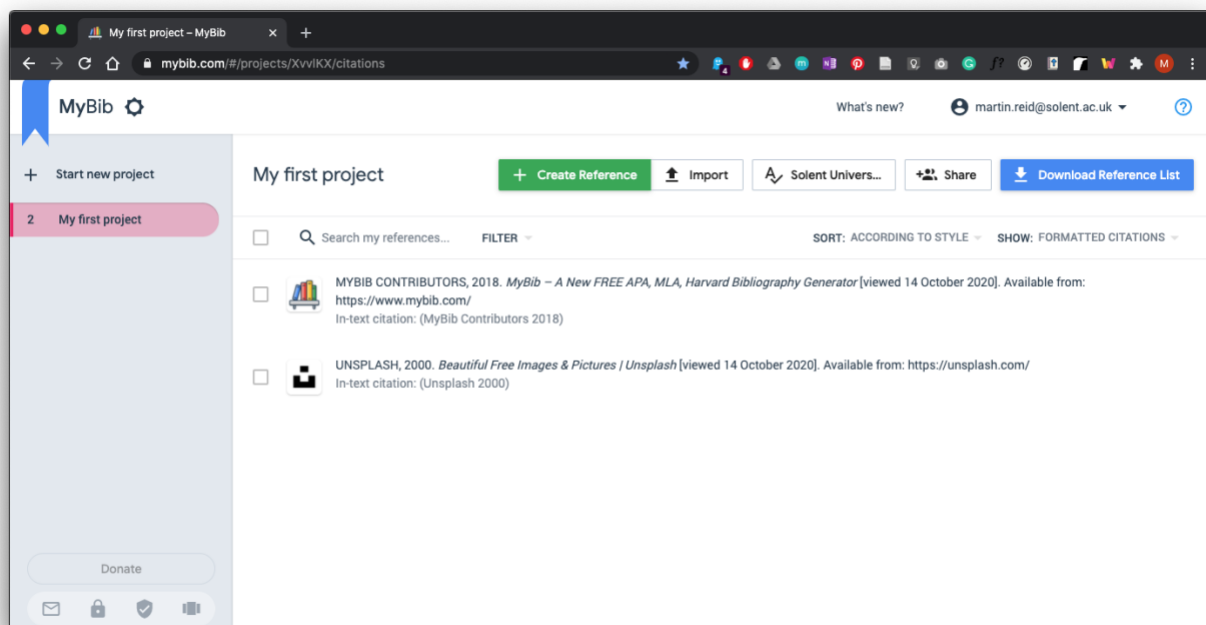 My first project – MyBib
mybib.com/#/projects/XvvlKX/citations
4
N
f?
W
M
MyBib
What's new?
martin.reid@solent.ac.uk
?
+ Start new project
2 My first project
My first project
+ Create Reference
Import
Solent Univers...
Share
Download Reference List
Search my references...
FILTER
SORT: ACCORDING TO STYLE
SHOW: FORMATTED CITATIONS
MYBIB CONTRIBUTORS, 2018. MyBib – A New FREE APA, MLA, Harvard Bibliography Generator [viewed 14 October 2020]. Available from:
https://www.mybib.com/
In-text citation: (MyBib Contributors 2018)
UNSPLASH, 2000. Beautiful Free Images & Pictures | Unsplash [viewed 14 October 2020]. Available from: https://unsplash.com/
In-text citation: (Unsplash 2000)
Donate